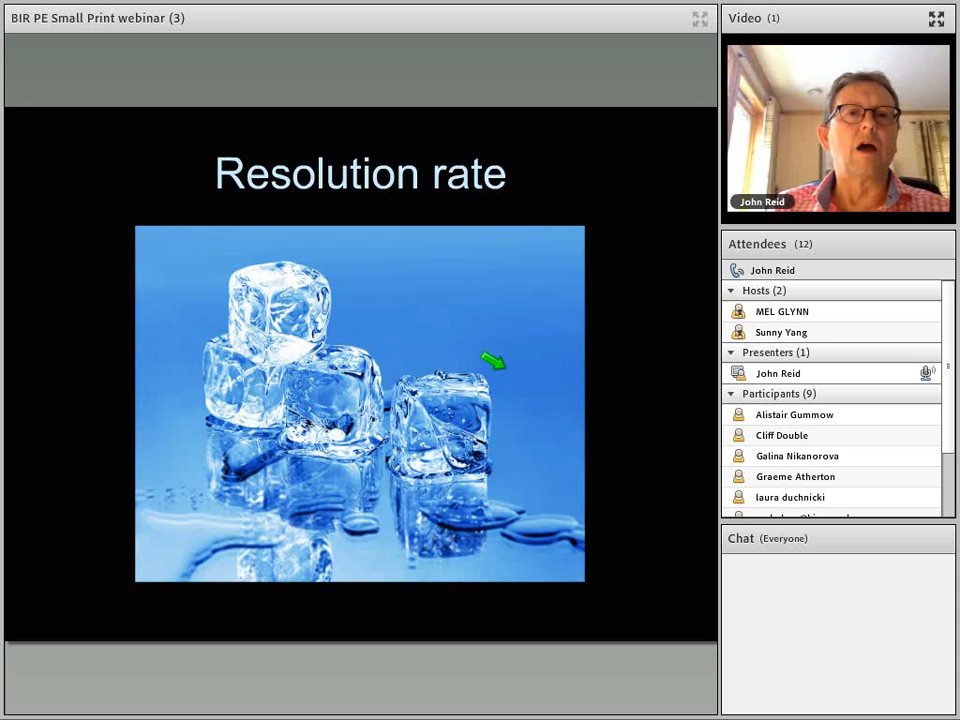 BIR PE Small Print webinar (3)
Resolution rate
Video (1)
John Reid
Attendees (12)
John Reid
Hosts (2)
MEL GLYNN
Sunny Yang
Presenters (1)
John Reid
Participants (9)
Alistair Gummow
Cliff Double
Galina Nikanorova
Graeme Atherton
laura duchnicki
Chat (Everyone)